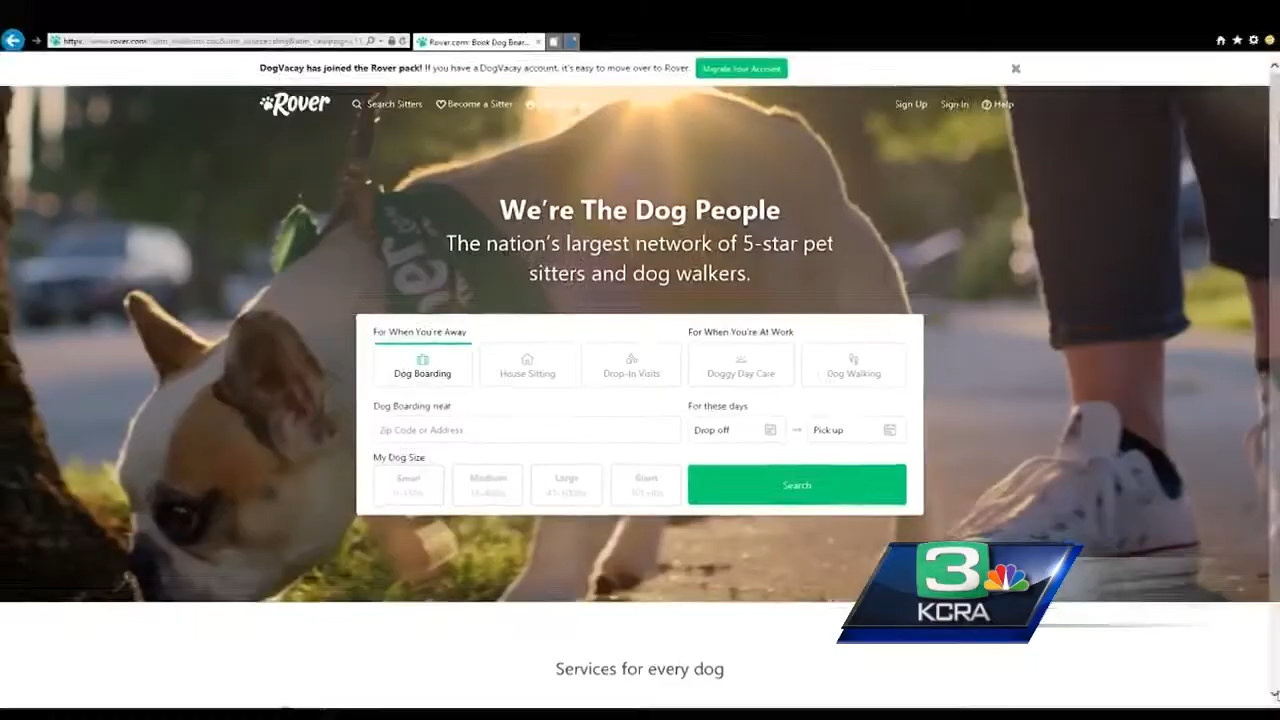 Rover.com: Book Dog Boar...
DogVacay has joined the Rover pack! If you have a DogVacay account, it's easy to move over to Rover.
Migrate Your Account
Rover
Search Sitters
Become a Sitter
Sign Up
Sign In
Help
We're The Dog People
The nation's largest network of 5-star pet
sitters and dog walkers.
For When You're Away
For When You're At Work
Dog Boarding
House Sitting
Drop-In Visits
Doggy Day Care
Dog Walking
Dog Boarding near
For these days
Zip Code or Address
Drop off
Pick up
My Dog Size
Small
Medium
Large
Giant
Search
3
KCRA
Services for every dog